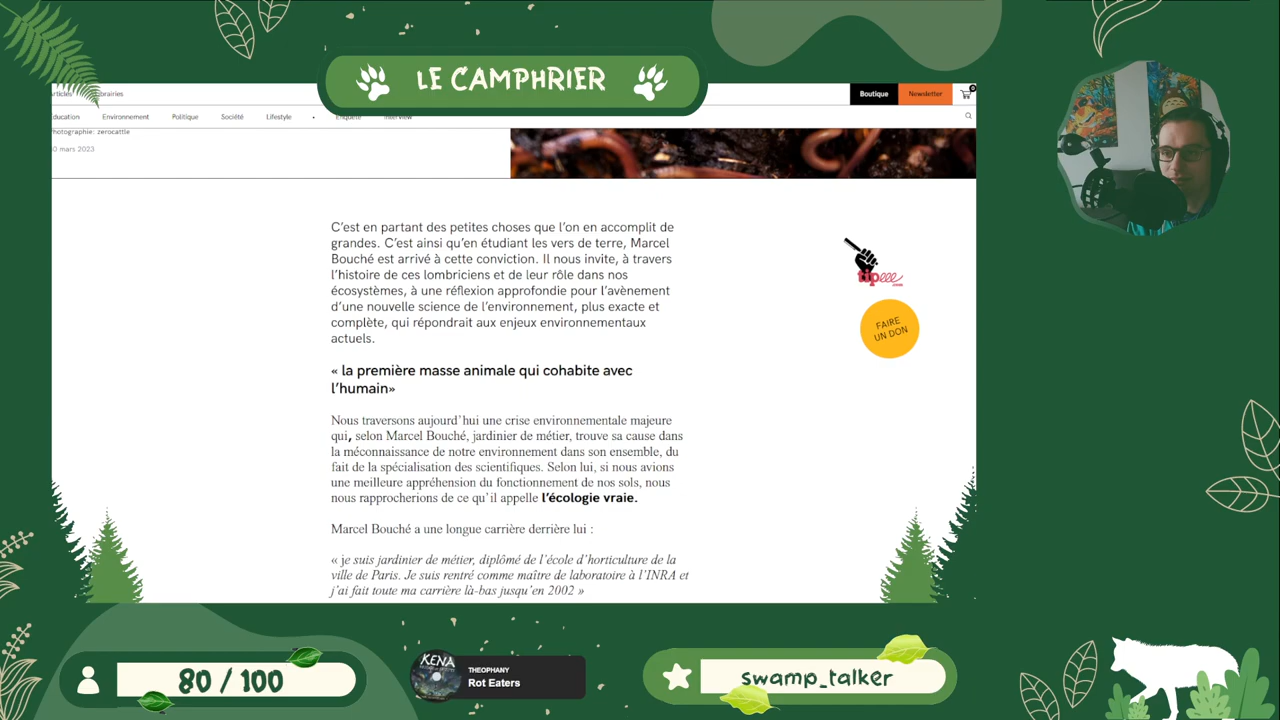 LE CAMPHRIER
Articles
Librairies
Boutique
Newsletter
0
Education
Environnement
Politique
Société
Lifestyle
•
Enquête
Interview
Photographie: zerocattle
0 mars 2023
C'est en partant des petites choses que l'on en accomplit de
grandes. C'est ainsi qu'en étudiant les vers de terre, Marcel
Bouché est arrivé à cette conviction. Il nous invite, à travers
l'histoire de ces lombriciens et de leur rôle dans nos
écosystèmes, à une réflexion approfondie pour l'avènement
d'une nouvelle science de l'environnement, plus exacte et
complète, qui répondrait aux enjeux environnementaux
actuels.
tipeee
.com
FAIRE
UN DON
« la première masse animale qui cohabite avec
l'humain»
Nous traversons aujourd'hui une crise environnementale majeure
qui, selon Marcel Bouché, jardinier de métier, trouve sa cause dans
la méconnaissance de notre environnement dans son ensemble, du
fait de la spécialisation des scientifiques. Selon lui, si nous avions
une meilleure appréhension du fonctionnement de nos sols, nous
nous rapprocherions de ce qu'il appelle l'écologie vraie.
Marcel Bouché a une longue carrière derrière lui :
« je suis jardinier de métier, diplômé de l'école d'horticulture de la
ville de Paris. Je suis rentré comme maître de laboratoire à l'INRA et
j'ai fait toute ma carrière là-bas jusqu'en 2002 »
80 / 100
KENA
THEOPHANY
Rot Eaters
swamp_talker